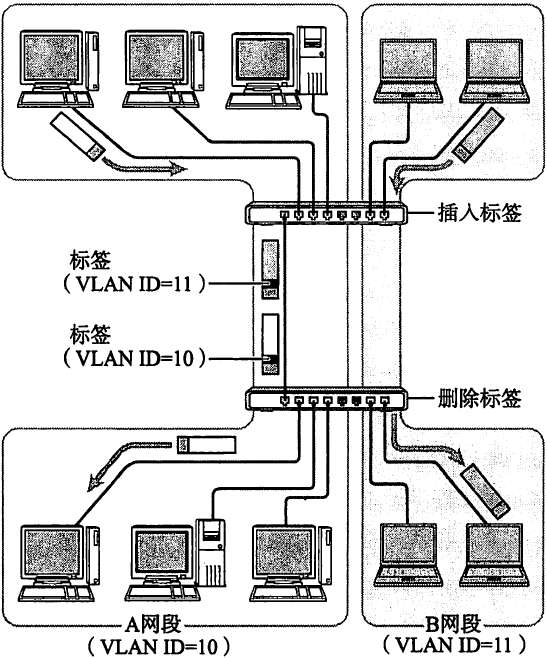 插入标签
标签
（VLAN ID=11）
标签
（VLAN ID=10）
删除标签
A网段
（VLAN ID=10）
B网段
（VLAN ID=11）